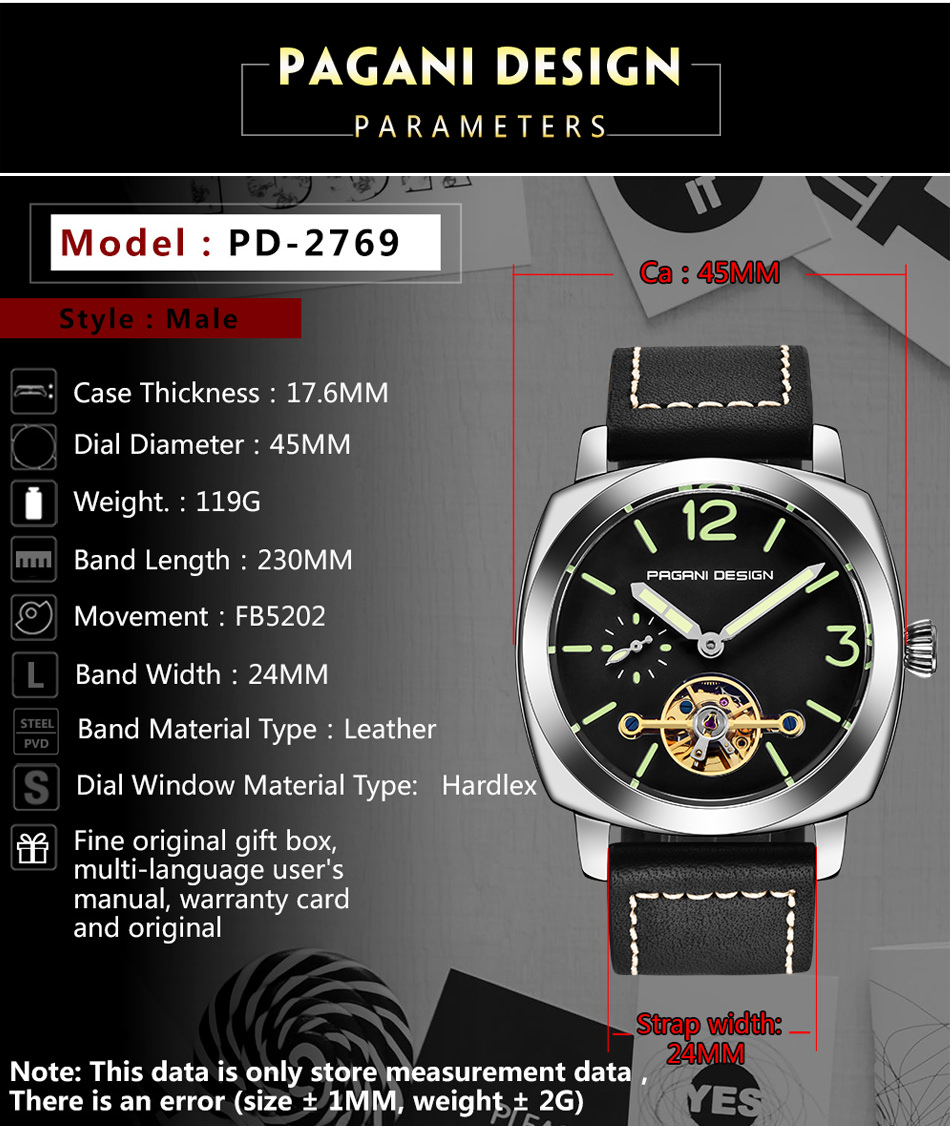 PAGANI DESIGN
PARAMETERS
IT
Model : PD-2769
Ca : 45MM
Style : Male
Case Thickness : 17.6MM
Dial Diameter : 45MM
Weight. : 119G
Band Length : 230MM
Movement : FB5202
L
Band Width : 24MM
STEEL
PVD
Band Material Type : Leather
S
Dial Window Material Type: Hardlex
Fine original gift box,
multi-language user's
manual, warranty card
and original
12
PAGANI DESIGN
3
Strap width:
24MM
Note: This data is only store measurement data ,
There is an error (size ± 1MM, weight ± 2G)
YES